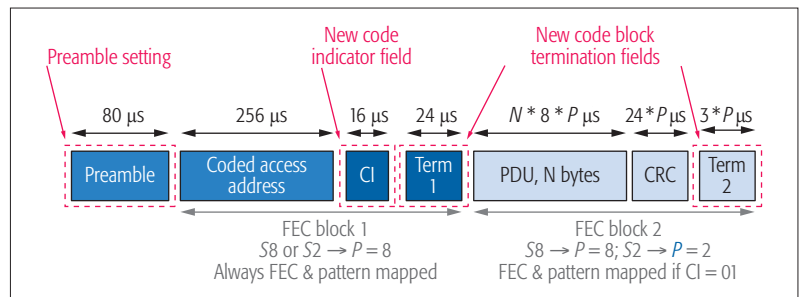 Preamble setting
New code
indicator field
New code block
termination fields
80 µs
256 µs
16 µs
24 µs
N * 8 * P µs
24 * P µs
3 * P µs
Preamble
Coded access
address
CI
Term
1
PDU, N bytes
CRC
Term
2
FEC block 1
S8 or S2 → P = 8
Always FEC & pattern mapped
FEC block 2
S8 → P = 8; S2 → P = 2
FEC & pattern mapped if CI = 01